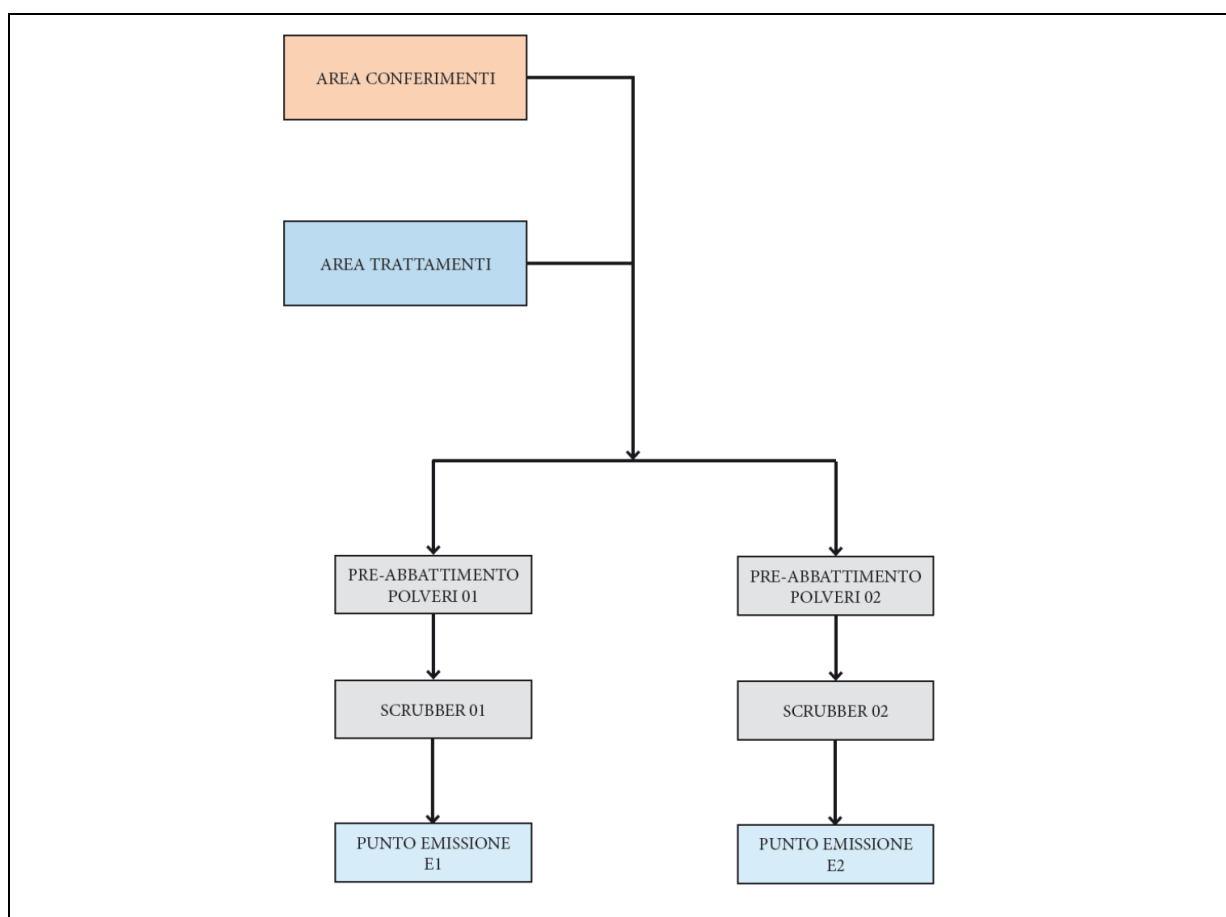 AREA CONFERIMENTI
AREA TRATTAMENTI
PRE-ABBATTIMENTO
POLVERI 01
PRE-ABBATTIMENTO
POLVERI 02
SCRUBBER 01
SCRUBBER 02
PUNTO EMISSIONE
E1
PUNTO EMISSIONE
E2